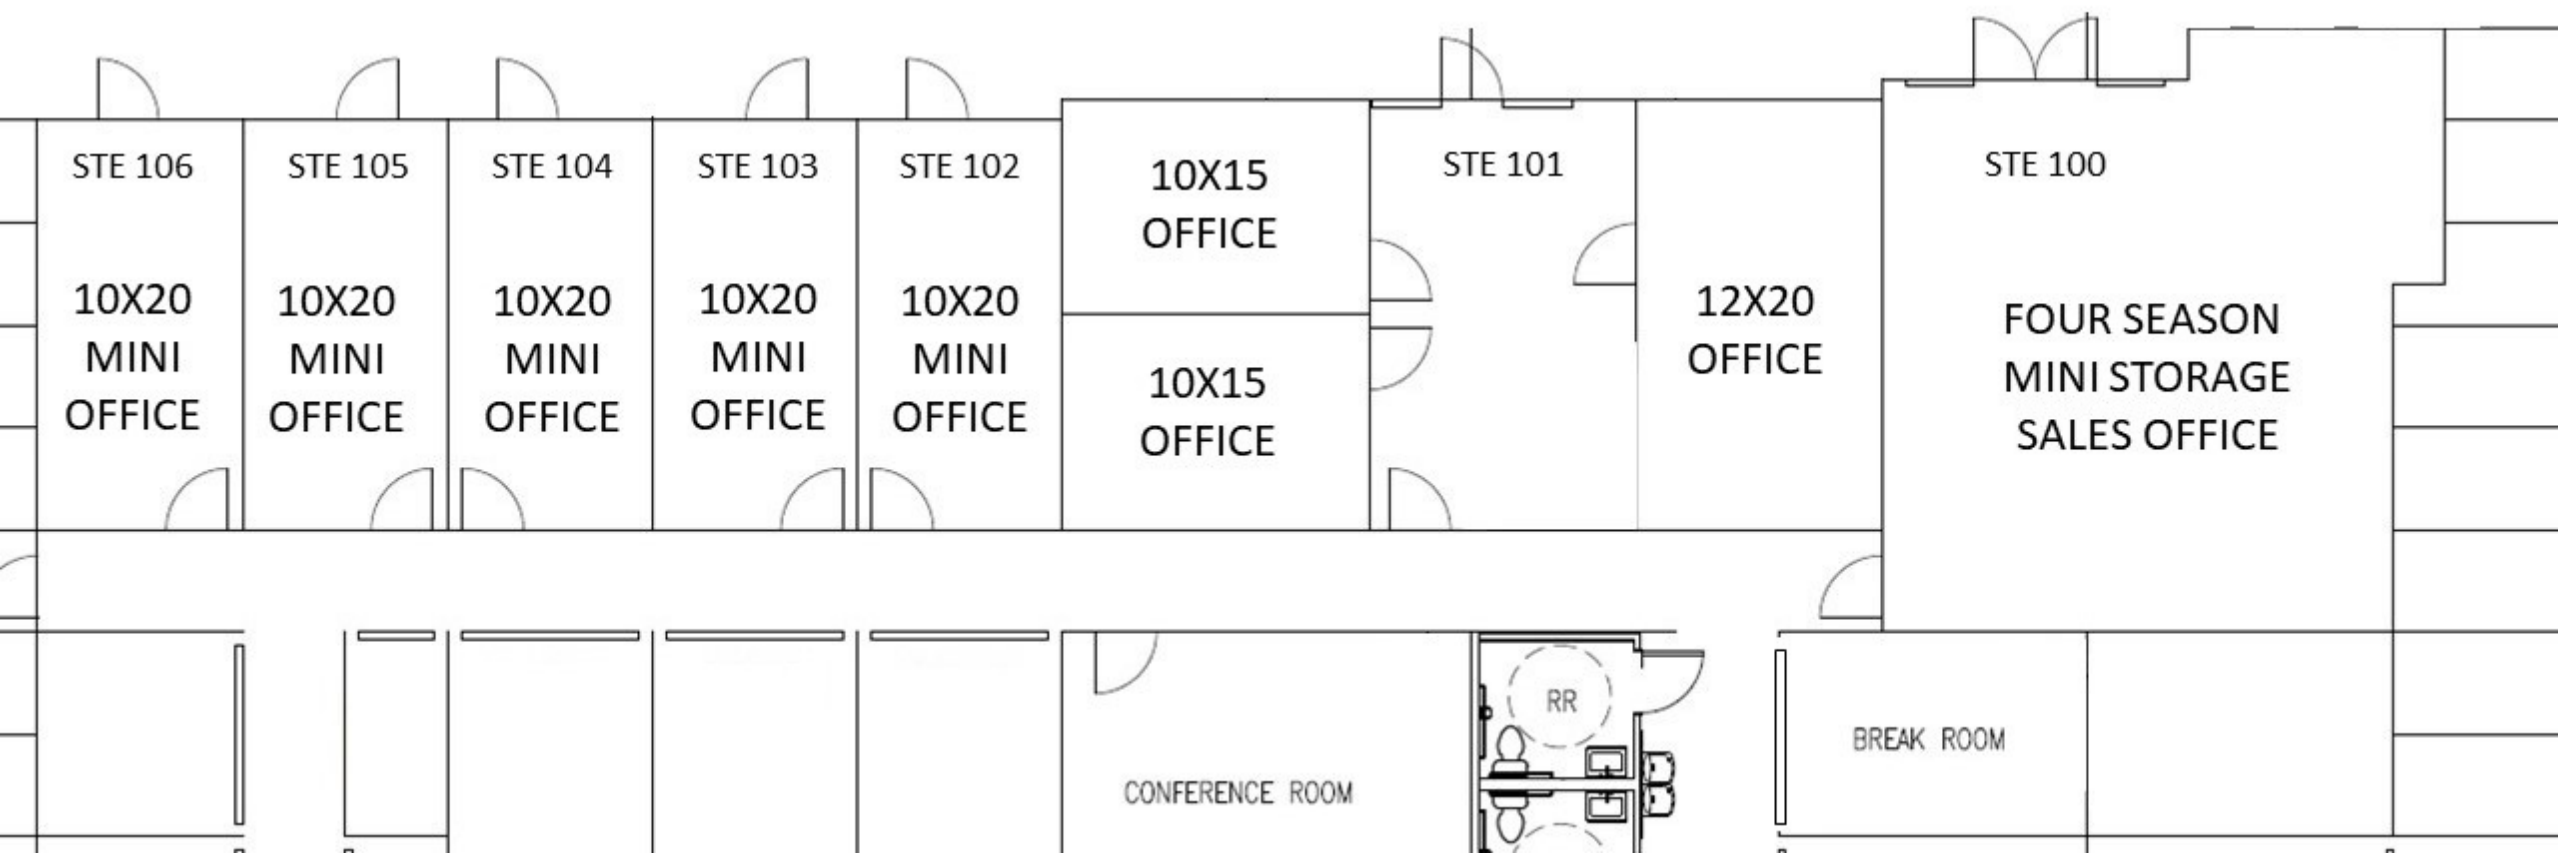 STE 106
10X20
MINI
OFFICE
STE 105
10X20
MINI
OFFICE
STE 104
10X20
MINI
OFFICE
STE 103
10X20
MINI
OFFICE
STE 102
10X20
MINI
OFFICE
10X15
OFFICE
10X15
OFFICE
STE 101
12X20
OFFICE
STE 100
FOUR SEASON
MINI STORAGE
SALES OFFICE
CONFERENCE ROOM
RR
BREAK ROOM